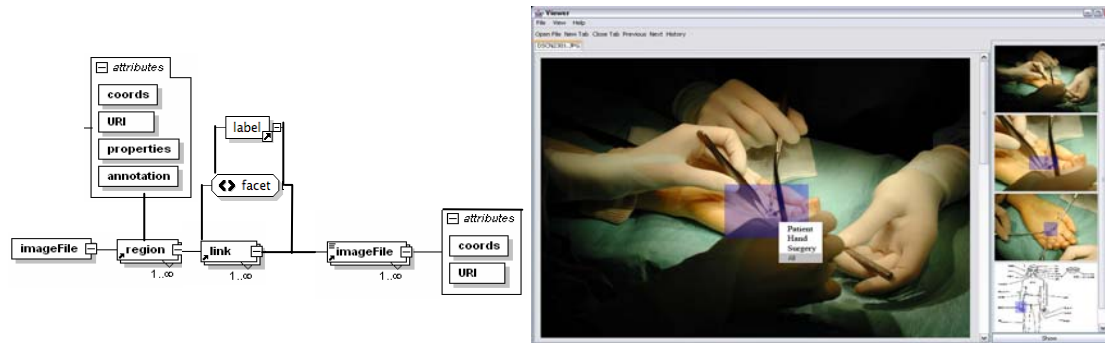 attributes
coords
URI
properties
annotation
label
facet
imageFile
region
1..∞
link
1..∞
imageFile
1..∞
attributes
coords
URI
Viewer
File View Help
Open File New Tab Close Tab Previous Next History
Patient
Hand
Surgery
All
Show